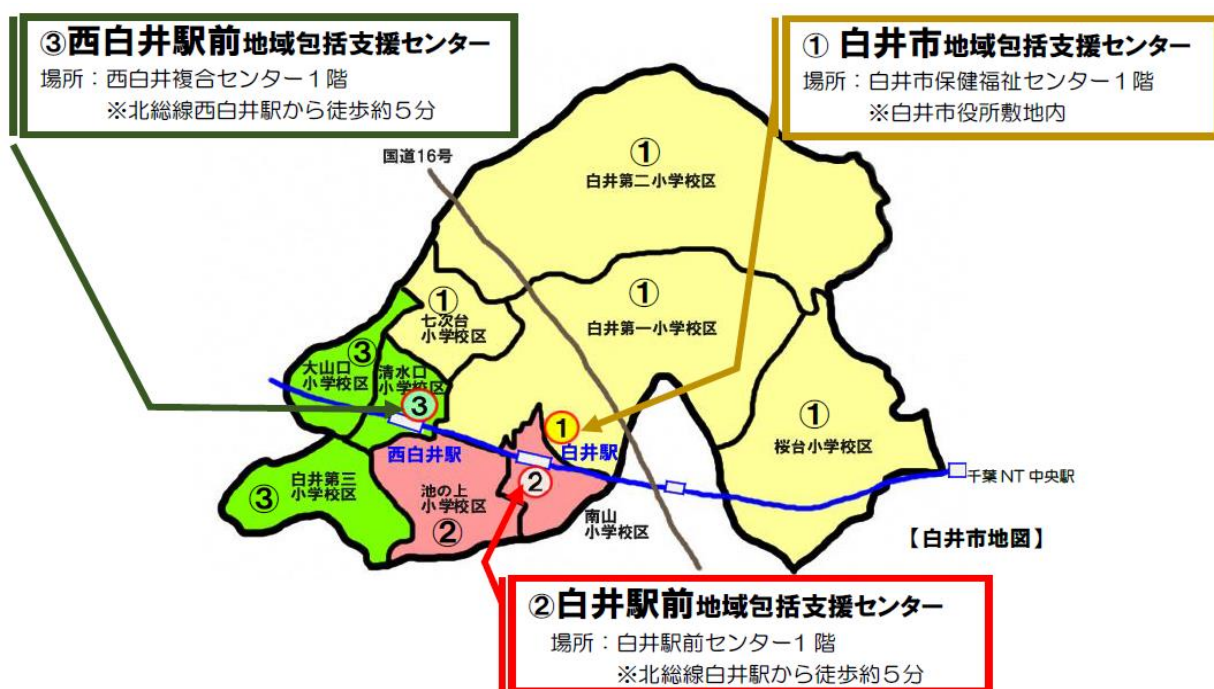 ③西白井駅前地域包括支援センター
場所：西白井複合センター１階
※北総線西白井駅から徒歩約５分
① 白井市地域包括支援センター
場所：白井市保健福祉センター１階
※白井市役所敷地内
国道16号
①
白井第二小学校区
①
七次台
小学校区
①
白井第一小学校区
③
大山口
小学校区
清水口
小学校区
③
①
白井駅
①
桜台小学校区
西白井駅
千葉NT中央駅
白井第三
小学校区
③
池の上
小学校区
②
②
南山
小学校区
【白井市地図】
②白井駅前地域包括支援センター
場所：白井駅前センター１階
※北総線白井駅から徒歩約５分